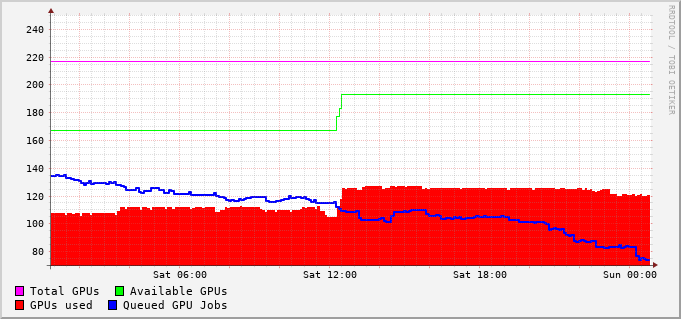 RRDTOOL / TOBI OETIKER
240
220
200
180
160
140
120
100
80
Sat 06:00 Sat 12:00 Sat 18:00 Sun 00:00
Total GPUs Available GPUs
GPUs used Queued GPU Jobs